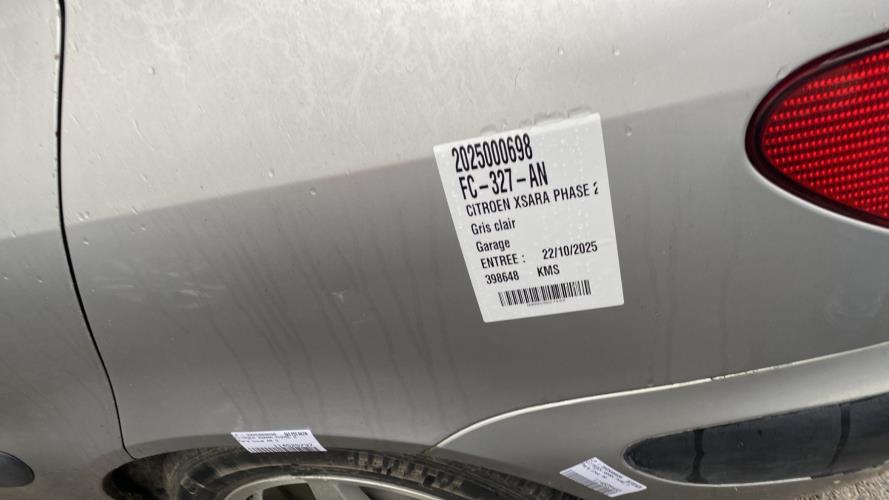 2025000698
FC-327-AN
CITROEN XSARA PHASE 2
Gris clair
Garage
ENTREE : 22/10/2025
398648 KMS